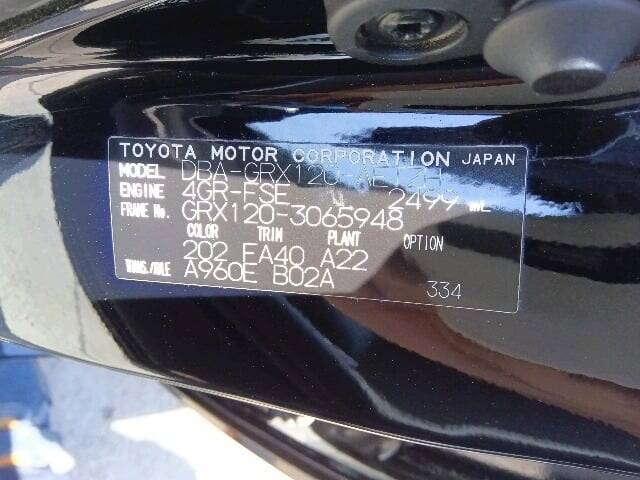 TOYOTA MOTOR CORPORATION JAPAN
MODEL DBA-GRX120-AETZH
ENGINE 4GR-FSE 2499 mL
FRAME No. GRX120-3065948
COLOR TRIM PLANT OPTION
202 FA40 A22
TRANS./AXLE A960E B02A
334